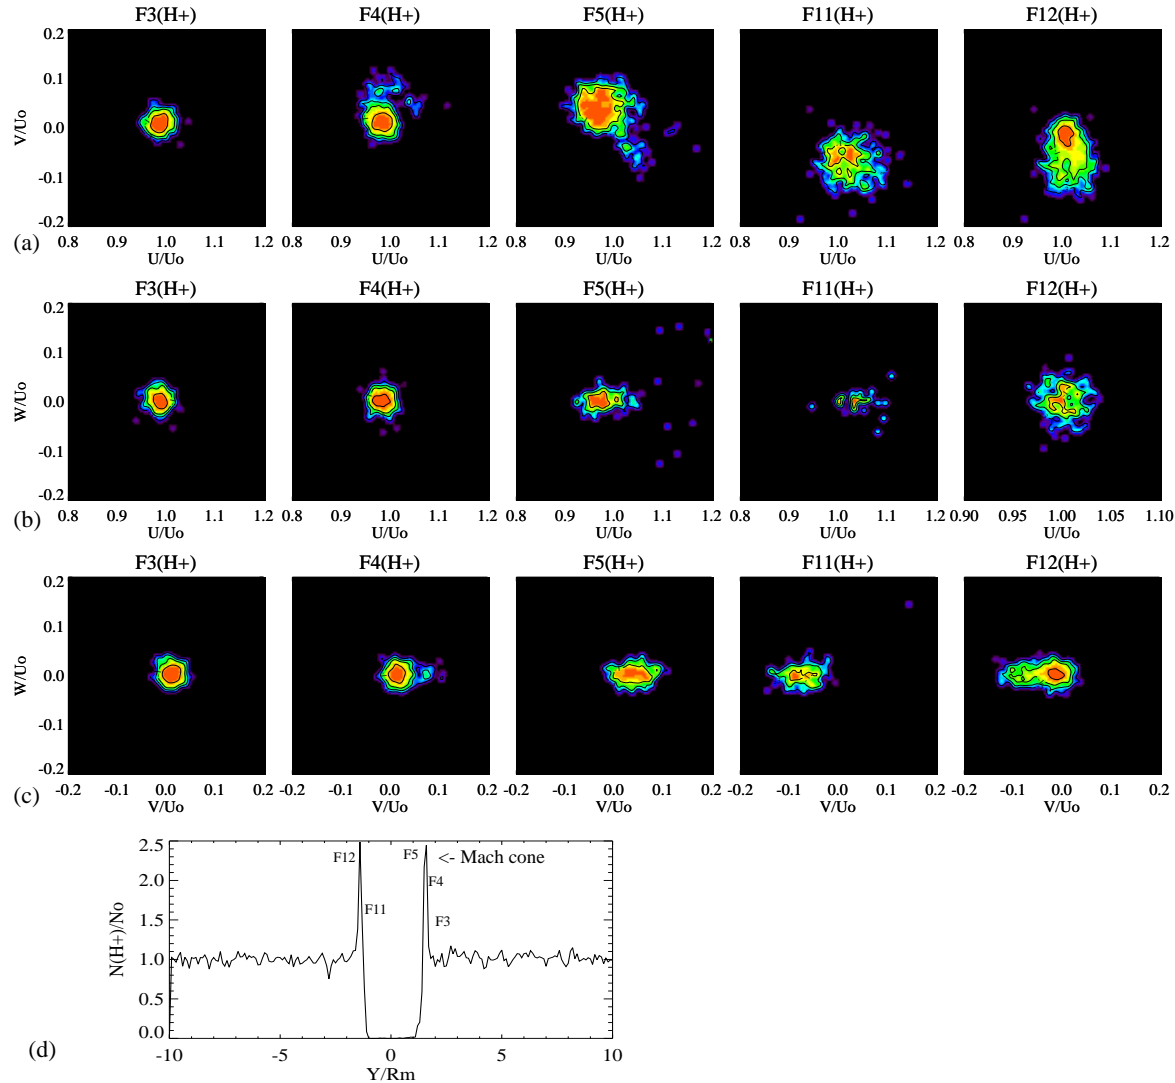 F3(H+) F4(H+) F5(H+) F11(H+) F12(H+)
V/Uo
0.2
0.1
0.0
-0.1
-0.2
(a)
0.8 0.9 1.0 1.1 1.2 0.8 0.9 1.0 1.1 1.2 0.8 0.9 1.0 1.1 1.2 0.8 0.9 1.0 1.1 1.2 0.8 0.9 1.0 1.1 1.2
U/Uo U/Uo U/Uo U/Uo U/Uo
F3(H+) F4(H+) F5(H+) F11(H+) F12(H+)
W/Uo
0.2
0.1
0.0
-0.1
-0.2
(b)
0.8 0.9 1.0 1.1 1.2 0.8 0.9 1.0 1.1 1.2 0.8 0.9 1.0 1.1 1.2 0.8 0.9 1.0 1.1 1.2 0.90 0.95 1.00 1.05 1.10
U/Uo U/Uo U/Uo U/Uo U/Uo
F3(H+) F4(H+) F5(H+) F11(H+) F12(H+)
W/Uo
0.2
0.1
0.0
-0.1
-0.2
(c)
-0.2 -0.1 0.0 0.1 0.2 -0.2 -0.1 0.0 0.1 0.2 -0.2 -0.1 0.0 0.1 0.2 -0.2 -0.1 0.0 0.1 0.2 -0.2 -0.1 0.0 0.1 0.2
V/Uo V/Uo V/Uo V/Uo V/Uo
N(H+)/No
2.5
2.0
1.5
1.0
0.5
0.0
F12 F5 <- Mach cone
F4
F11
F3
(d)
-10 -5 0 5 10
Y/Rm